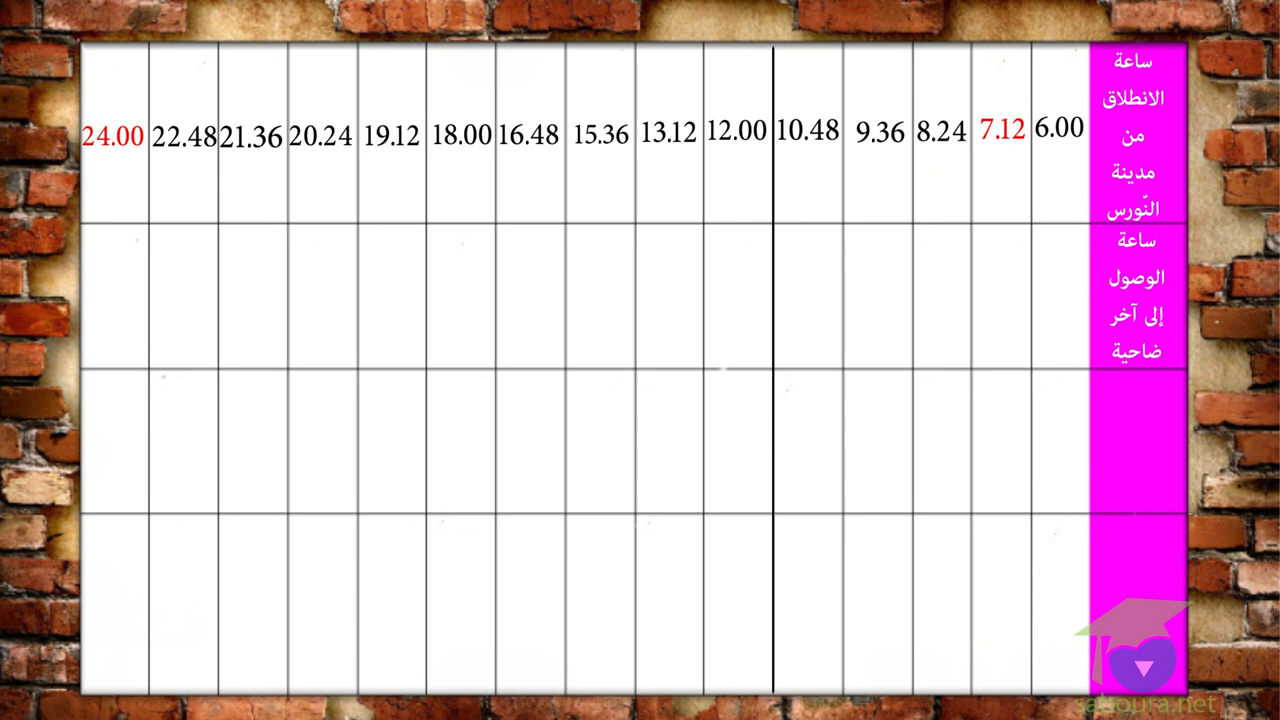 ساعة
الانطلاق
من
مدينة
النّورس
6.00 7.12 8.24 9.36 10.48 12.00 13.12 15.36 16.48 18.00 19.12 20.24 21.36 22.48 24.00
ساعة
الوصول
إلى آخر
ضاحية
saboura.net